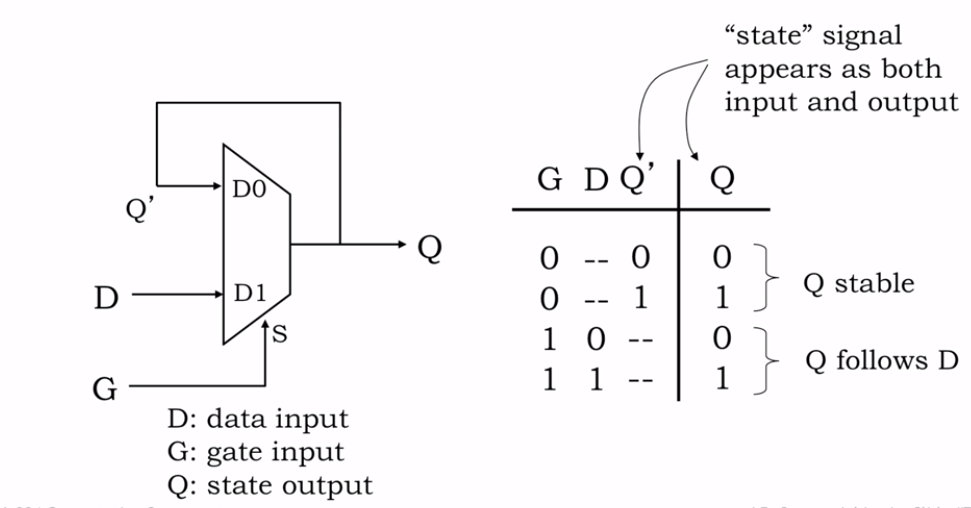 “state” signal
appears as both
input and output
D0
Q’
Q
D
D1
S
G
D: data input
G: gate input
Q: state output
G D Q’ Q
0 -- 0 0
0 -- 1 1
Q stable
1 0 -- 0
1 1 -- 1
Q follows D